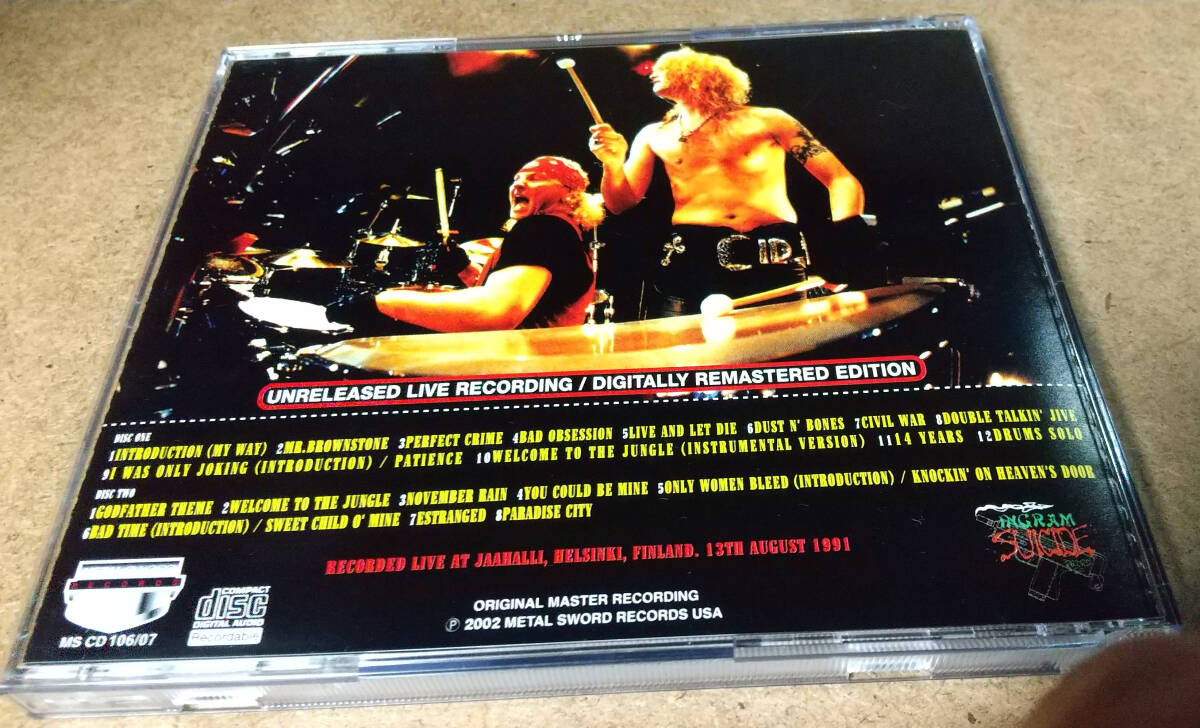 UNRELEASED LIVE RECORDING / DIGITALLY REMASTERED EDITION
DISC ONE
1INTRODUCTION (MY WAY) 2MR.BROWNSTONE 3PERFECT CRIME 4BAD OBSESSION 5LIVE AND LET DIE 6DUST N' BONES 7CIVIL WAR 8DOUBLE TALKIN' JIVE
9I WAS ONLY JOKING (INTRODUCTION) / PATIENCE 10WELCOME TO THE JUNGLE (INSTRUMENTAL VERSION) 1114 YEARS 12DRUMS SOLO
DISC TWO
1GODFATHER THEME 2WELCOME TO THE JUNGLE 3NOVEMBER RAIN 4YOU COULD BE MINE 5ONLY WOMEN BLEED (INTRODUCTION) / KNOCKIN' ON HEAVEN'S DOOR
6BAD TIME (INTRODUCTION) / SWEET CHILD O' MINE 7ESTRANGED 8PARADISE CITY
RECORDED LIVE AT JAAHALLI, HELSINKI, FINLAND. 13TH AUGUST 1991
INGRAM
SUICIDE
RECORDS
MS CD 106/07
COMPACT
disc
DIGITAL AUDIO
Recordable
ORIGINAL MASTER RECORDING
℗ 2002 METAL SWORD RECORDS USA